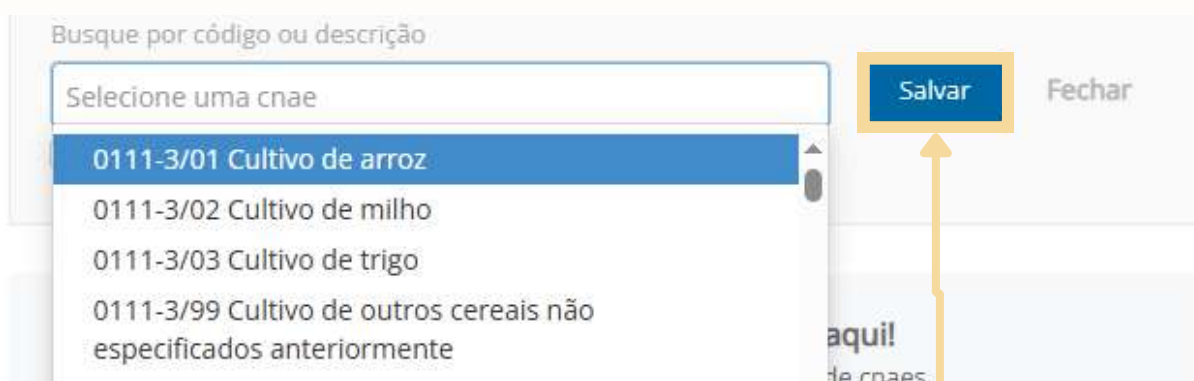 Busque por código ou descrição
Selecione uma cnae
Salvar
Fechar
0111-3/01 Cultivo de arroz
0111-3/02 Cultivo de milho
0111-3/03 Cultivo de trigo
0111-3/99 Cultivo de outros cereais não
especificados anteriormente
aqui!
de cnaes